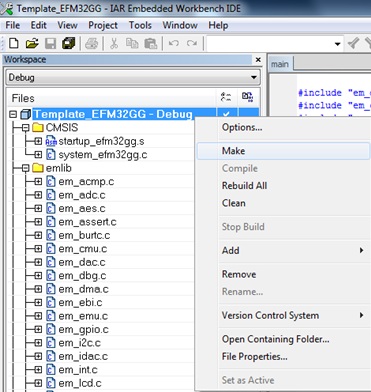 Template_EFM32GG - IAR Embedded Workbench IDE
File Edit View Project Tools Window Help
Workspace
Debug
Files
Template_EFM32GG - Debug
CMSIS
startup_efm32gg.s
system_efm32gg.c
emlib
em_acmp.c
em_adc.c
em_aes.c
em_assert.c
em_burtc.c
em_cmu.c
em_dac.c
em_dbg.c
em_dma.c
em_ebi.c
em_emu.c
em_gpio.c
em_i2c.c
em_idac.c
em_int.c
em_lcd.c
main
#include "em_
#include "em_
#include "em_
Options...
Make
Compile
Rebuild All
Clean
Stop Build
Add
Remove
Rename...
Version Control System
Open Containing Folder...
File Properties...
Set as Active